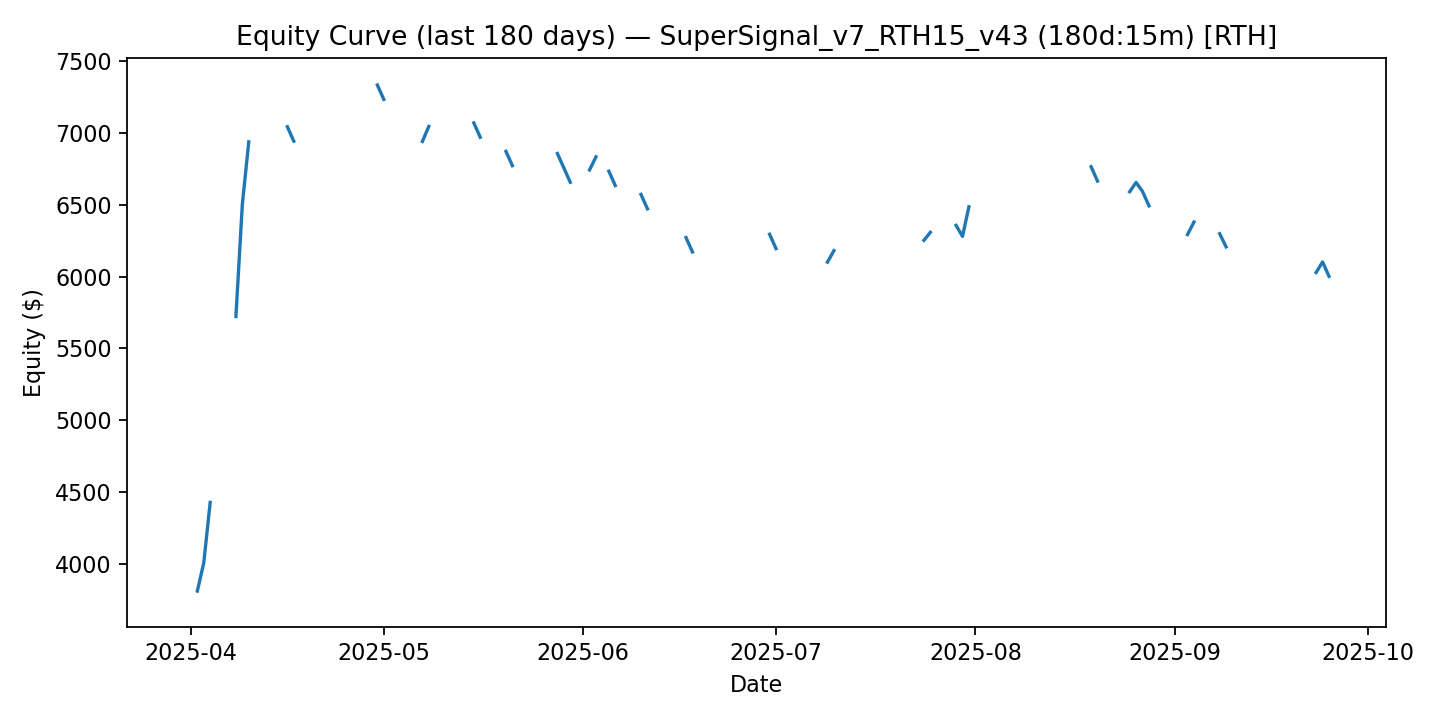 Equity Curve (last 180 days) — SuperSignal_v7_RTH15_v43 (180d:15m) [RTH]
Equity ($)
7500
7000
6500
6000
5500
5000
4500
4000
2025-04 2025-05 2025-06 2025-07 2025-08 2025-09 2025-10
Date